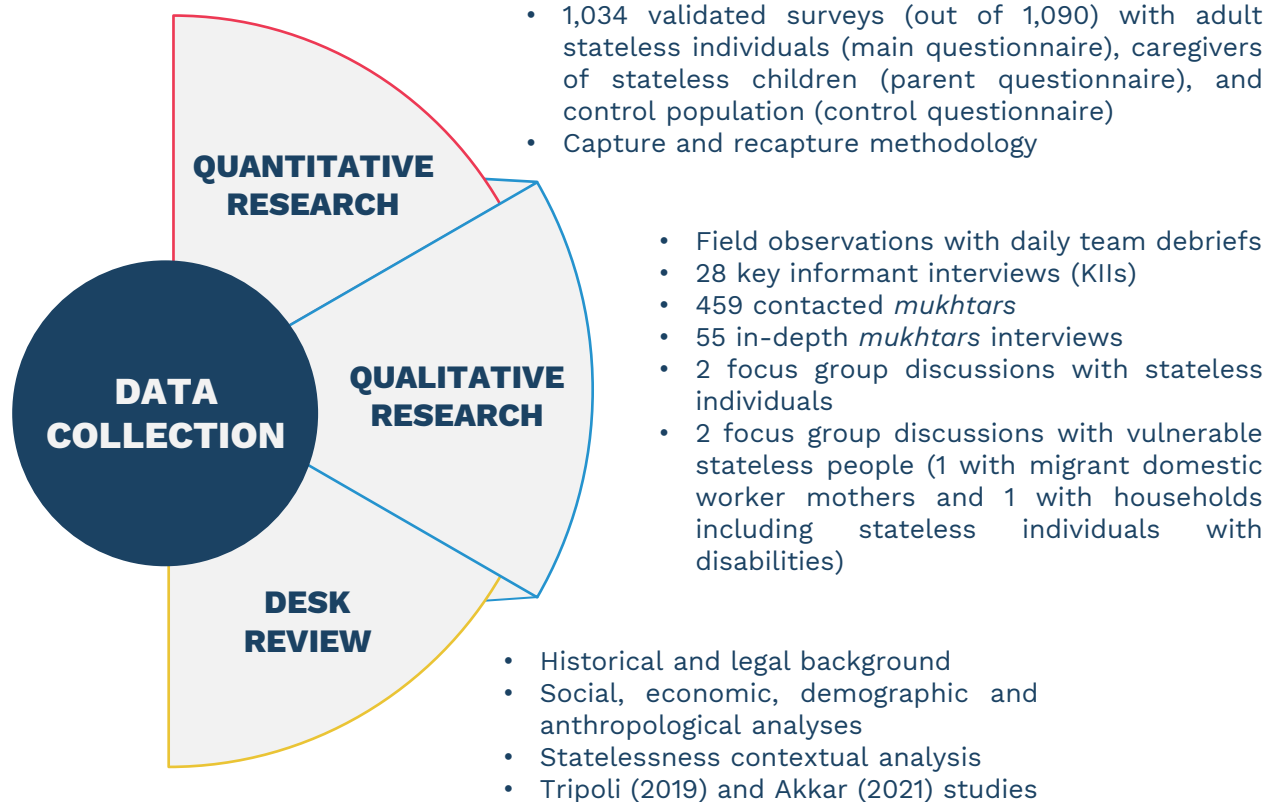 • 1,034 validated surveys (out of 1,090) with adult
stateless individuals (main questionnaire), caregivers
of stateless children (parent questionnaire), and
control population (control questionnaire)
• Capture and recapture methodology
QUANTITATIVE
RESEARCH
• Field observations with daily team debriefs
• 28 key informant interviews (KIIs)
• 459 contacted mukhtars
• 55 in-depth mukhtars interviews
• 2 focus group discussions with stateless
individuals
• 2 focus group discussions with vulnerable
stateless people (1 with migrant domestic
worker mothers and 1 with households
including stateless individuals with
disabilities)
QUALITATIVE
RESEARCH
DATA
COLLECTION
DESK
REVIEW
• Historical and legal background
• Social, economic, demographic and
anthropological analyses
• Statelessness contextual analysis
• Tripoli (2019) and Akkar (2021) studies